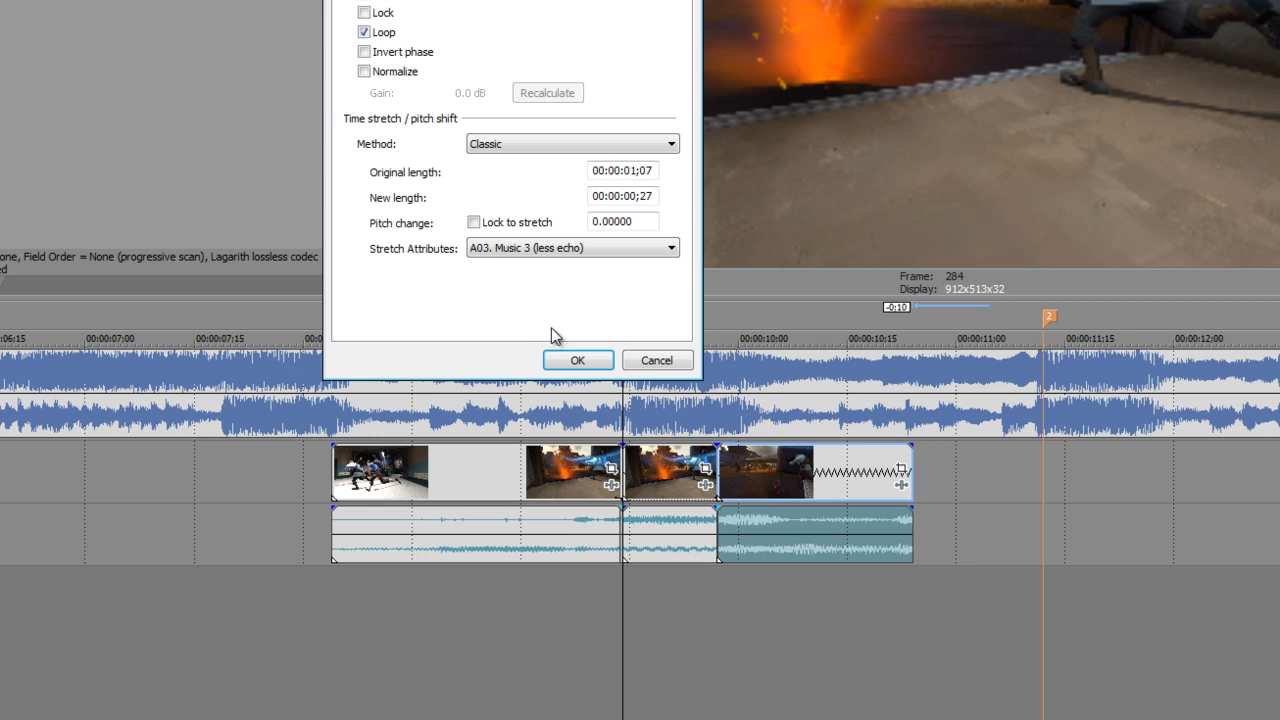 Lock
Loop
Invert phase
Normalize
Gain: 0.0 dB Recalculate
Time stretch / pitch shift
Method: Classic
Original length: 00:00:01;07
New length: 00:00:00;27
Pitch change: Lock to stretch 0.00000
Stretch Attributes: A03. Music 3 (less echo)
OK Cancel
one, Field Order = None (progressive scan), Lagarith lossless codec
ed
Frame: 284
Display: 912x513x32
-0:10
2
:06:15 00:00:07:00 00:00:07:15 00:0 00:00:10:00 00:00:10:15 00:00:11:00 00:00:11:15 00:00:12:00